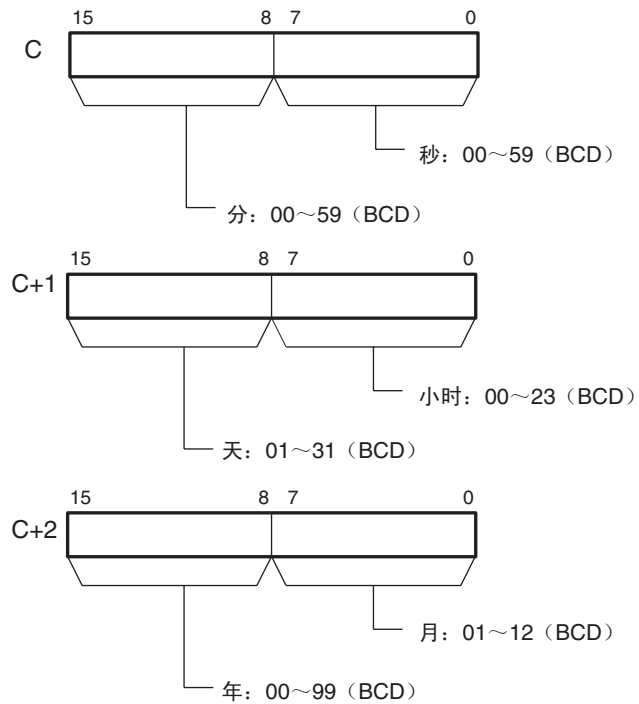 15 8 7 0
C
秒：00～59（BCD）
分：00～59（BCD）
15 8 7 0
C+1
小时：00～23（BCD）
天：01～31（BCD）
15 8 7 0
C+2
月：01～12（BCD）
年：00～99（BCD）